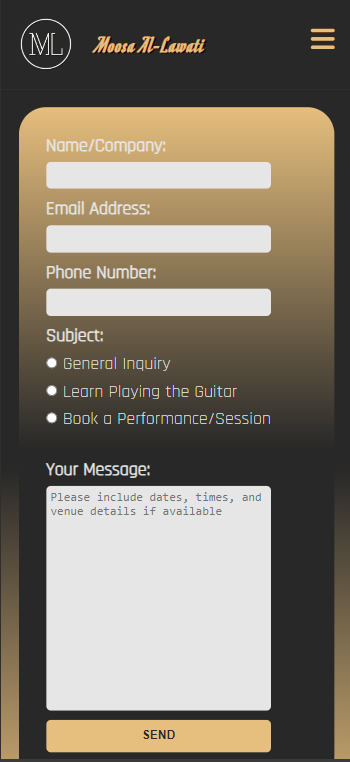 ML
Moosa Al-Lawati
Name/Company:
Email Address:
Phone Number:
Subject:
General Inquiry
Learn Playing the Guitar
Book a Performance/Session
Your Message:
Please include dates, times, and
venue details if available
SEND